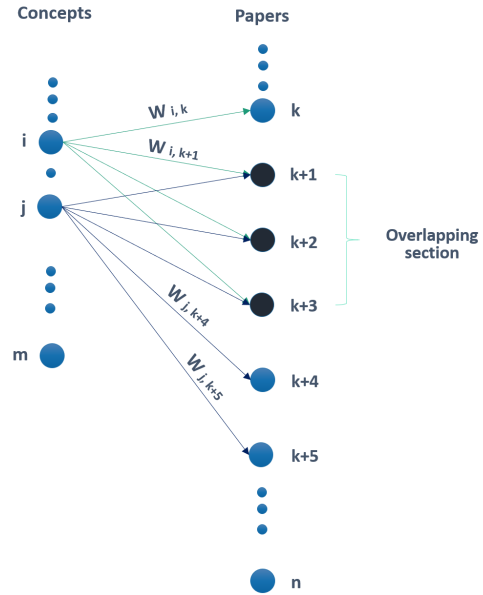 Concepts
Papers
W i, k
k
i
W i, k+1
k+1
j
k+2
Overlapping
section
k+3
W j, k+4
m
k+4
W j, k+5
k+5
n